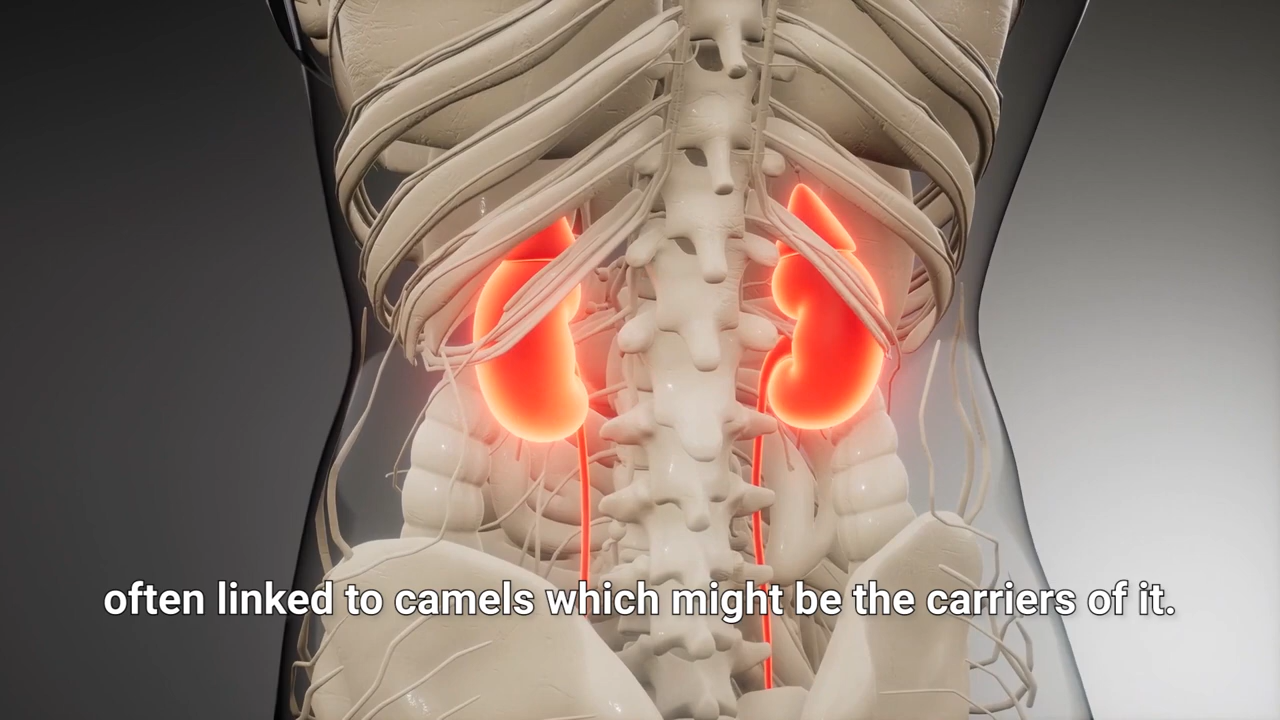 often linked to camels which might be the carriers of it.